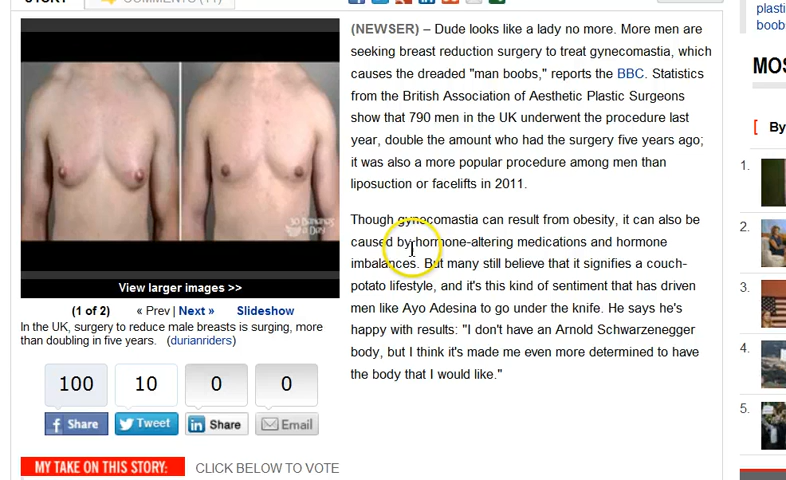 STORY
COMMENTS (11)
plasti
boob
(NEWSER) – Dude looks like a lady no more. More men are
seeking breast reduction surgery to treat gynecomastia, which
causes the dreaded "man boobs," reports the BBC. Statistics
from the British Association of Aesthetic Plastic Surgeons
show that 790 men in the UK underwent the procedure last
year, double the amount who had the surgery five years ago;
it was also a more popular procedure among men than
liposuction or facelifts in 2011.
Though gynecomastia can result from obesity, it can also be
caused by hormone-altering medications and hormone
imbalances. But many still believe that it signifies a couch-
potato lifestyle, and it's this kind of sentiment that has driven
men like Ayo Adesina to go under the knife. He says he's
happy with results: "I don't have an Arnold Schwarzenegger
body, but I think it's made me even more determined to have
the body that I would like."
30 Bananas
a Day!
View larger images >>
(1 of 2) « Prev | Next » Slideshow
In the UK, surgery to reduce male breasts is surging, more
than doubling in five years. (durianriders)
100 10 0 0
Share Tweet Share Email
MY TAKE ON THIS STORY: CLICK BELOW TO VOTE
MOS
By
1.
2.
3.
4.
5.